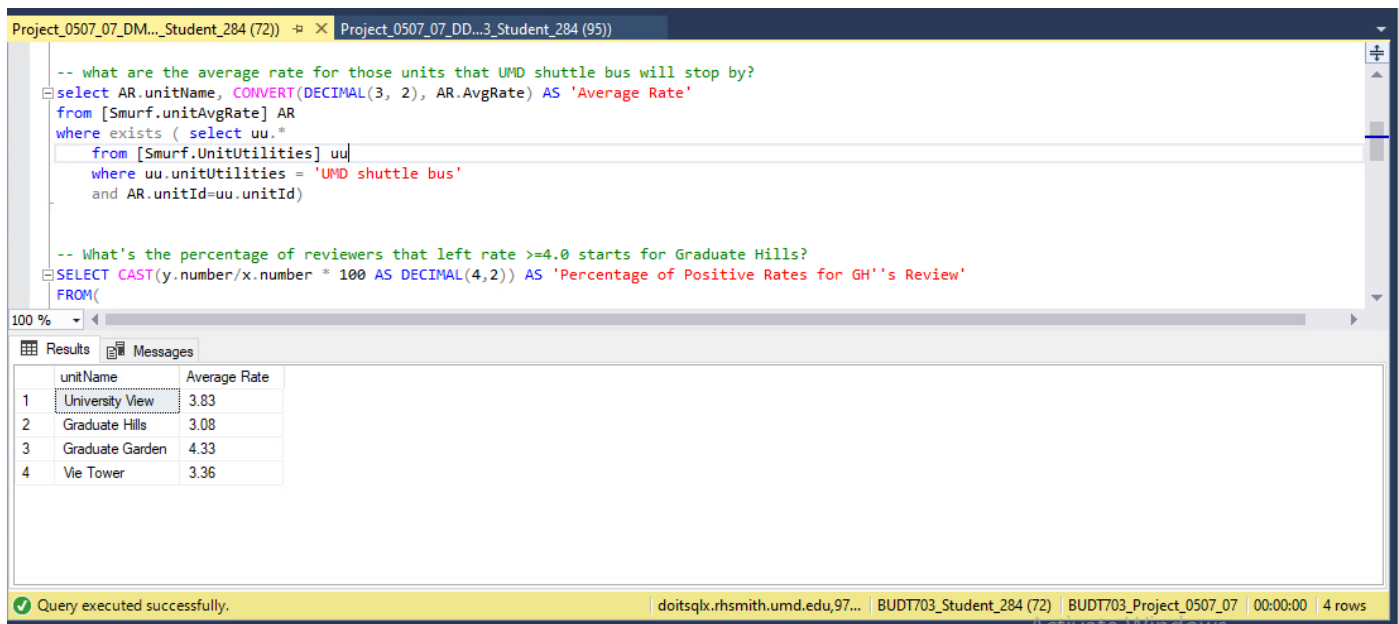 Project_0507_07_DM..._Student_284 (72)) Project_0507_07_DD...3_Student_284 (95))
-- what are the average rate for those units that UMD shuttle bus will stop by?
select AR.unitName, CONVERT(DECIMAL(3, 2), AR.AvgRate) AS 'Average Rate'
from [Smurf.unitAvgRate] AR
where exists ( select uu.*
from [Smurf.UnitUtilities] uu
where uu.unitUtilities = 'UMD shuttle bus'
and AR.unitId=uu.unitId)
-- What's the percentage of reviewers that left rate >=4.0 starts for Graduate Hills?
SELECT CAST(y.number/x.number * 100 AS DECIMAL(4,2)) AS 'Percentage of Positive Rates for GH''s Review'
FROM(
100 %
Results Messages
unitName Average Rate
1 University View 3.83
2 Graduate Hills 3.08
3 Graduate Garden 4.33
4 Vie Tower 3.36
Query executed successfully. doitsqlx.rhsmith.umd.edu,97... BUDT703_Student_284 (72) BUDT703_Project_0507_07 00:00:00 4 rows